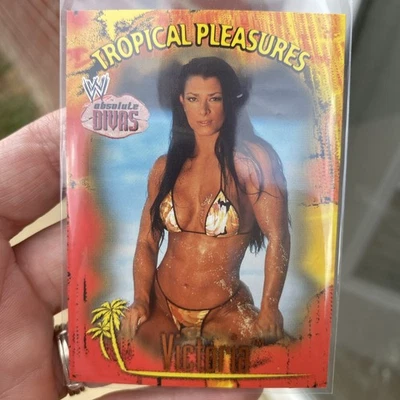 TROPICAL PLEASURES
W
absolute
DIVAS
Victoria